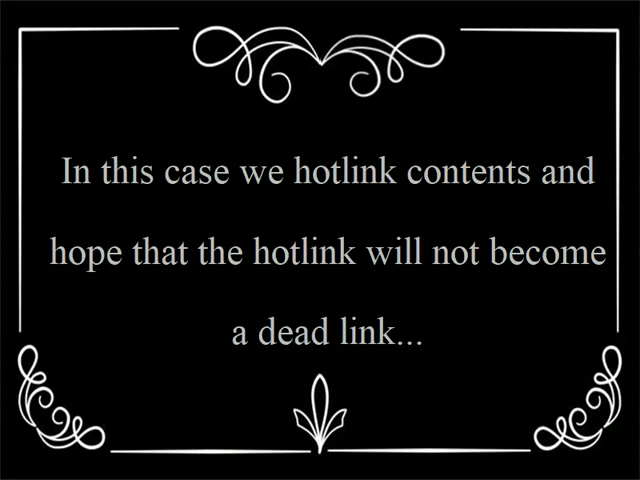 In this case we hotlink contents and
hope that the hotlink will not become
a dead link...